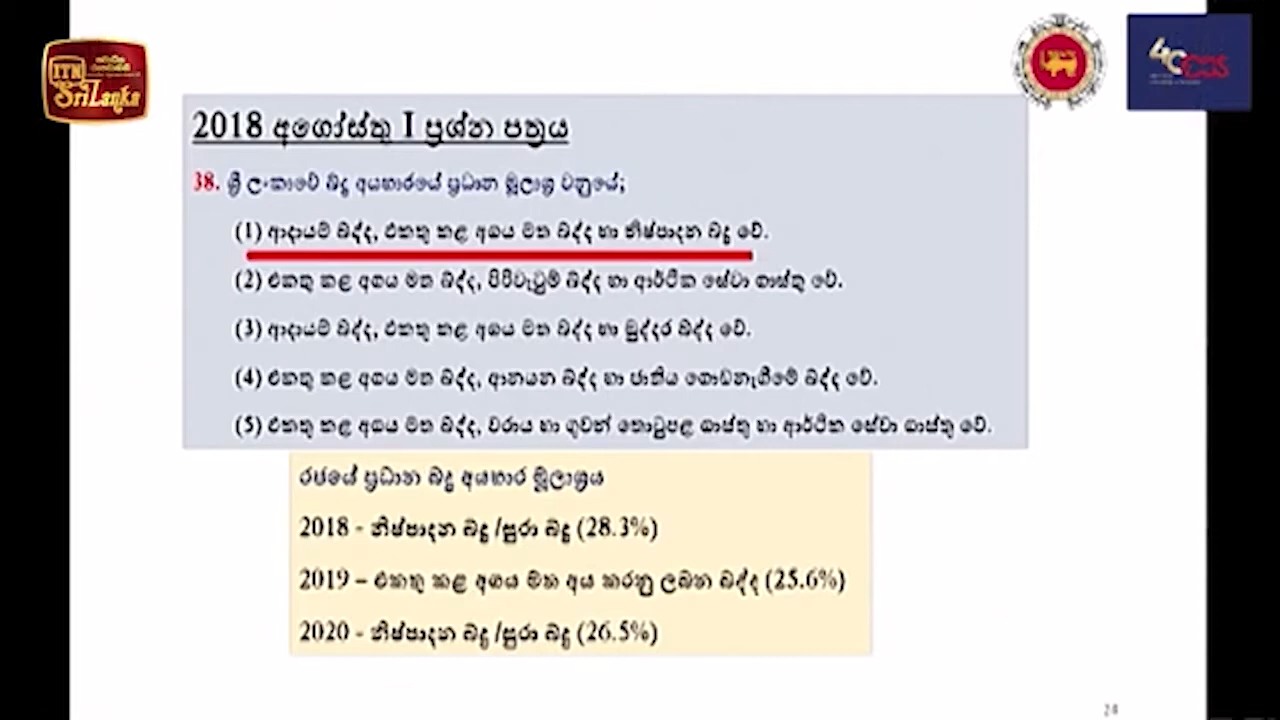 ITN
Sri Lanka
2018 අගෝස්තු I ප්‍රශ්න පත්‍රය
38. ශ්‍රී ලංකාවේ බදු අයභාරයේ ප්‍රධාන මූලාශ්‍ර වනුයේ;
(1) ආදායම් බද්ද, එකතු කළ අගය මත බද්ද හා නිෂ්පාදන බදු වේ.
(2) එකතු කළ අගය මත බද්ද, පිරිවැටුම් බද්ද හා ආර්ථික සේවා ගාස්තු වේ.
(3) ආදායම් බද්ද, එකතු කළ අගය මත බද්ද හා මුද්දර බද්ද වේ.
(4) එකතු කළ අගය මත බද්ද, ආනයන බද්ද හා ජාතිය ගොඩනැගීමේ බද්ද වේ.
(5) එකතු කළ අගය මත බද්ද, වරාය හා ගුවන් තොටුපළ ගාස්තු හා ආර්ථික සේවා ගාස්තු වේ.
රජයේ ප්‍රධාන බදු අයභාර මූලාශ්‍රය
2018 - නිෂ්පාදන බදු /සුරා බදු (28.3%)
2019 – එකතු කළ අගය මත අය කරනු ලබන බද්ද (25.6%)
2020 - නිෂ්පාදන බදු /සුරා බදු (26.5%)
24